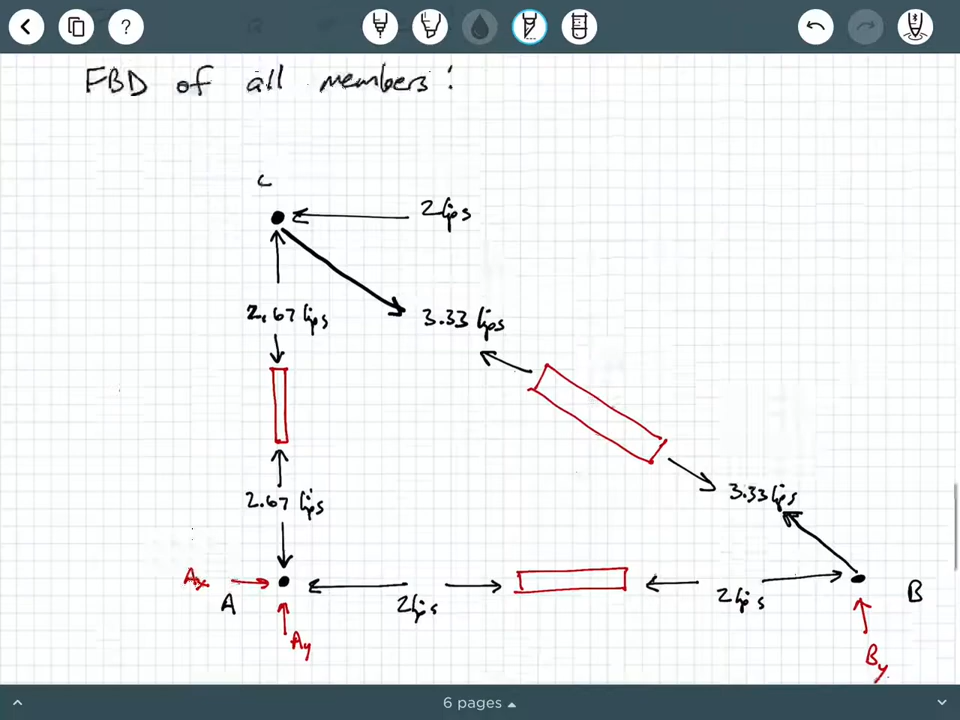 ?
FBD of all members:
C
2 kips
2.67 kips
3.33 kips
2.67 kips
3.33 kips
Ax
A
2 kips
2 kips
B
Ay
By
6 pages